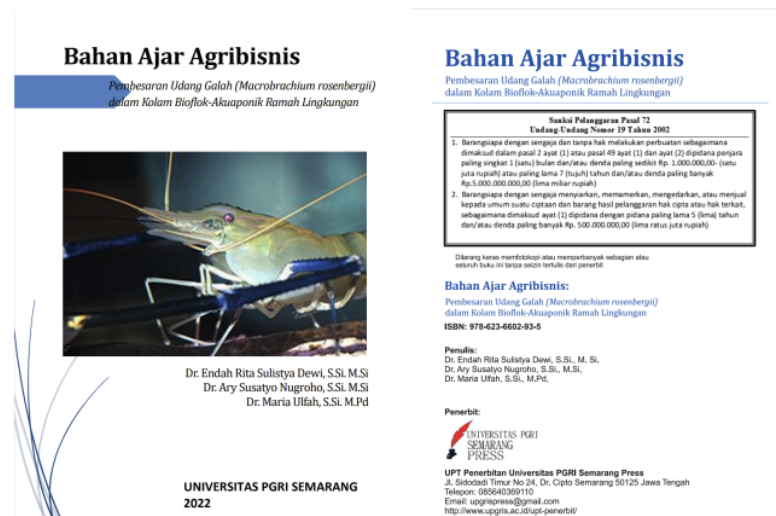 Bahan Ajar Agribisnis
Pembesaran Udang Galah (Macrobrachium rosenbergii)
dalam Kolam Bioflok-Akuaponik Ramah Lingkungan
Dr. Endah Rita Sulistya Dewi, S.Si. M.Si
Dr. Ary Susatyo Nugroho, S.Si. M.Si
Dr. Maria Ulfah, S.Si. M.Pd
UNIVERSITAS PGRI SEMARANG
2022
Bahan Ajar Agribisnis
Pembesaran Udang Galah (Macrobrachium rosenbergii)
dalam Kolam Bioflok-Akuaponik Ramah Lingkungan
Sanksi Pelanggaran Pasal 72
Undang-Undang Nomor 19 Tahun 2002
1. Barangsiapa dengan sengaja dan tanpa hak melakukan perbuatan sebagaimana
dimaksud dalam pasal 2 ayat (1) atau pasal 49 ayat (1) dan ayat (2) dipidana penjara
paling singkat 1 (satu) bulan dan/atau denda paling sedikit Rp. 1.000.000,00- (satu
juta rupiah) atau paling lama 7 (tujuh) tahun dan/atau denda paling banyak
Rp.5.000.000.000,00 (lima miliar rupiah)
2. Barangsiapa dengan sengaja menyiarkan, memamerkan, mengedarkan, atau menjual
kepada umum suatu ciptaan dan barang hasil pelanggaran hak cipta atau hak terkait,
sebagaimana dimaksud ayat (1) dipidana dengan pidana paling lama 5 (lima) tahun
dan/atau denda paling banyak Rp. 500.000.000,00 (lima ratus juta rupiah)
Dilarang keras memfotokopi atau memperbanyak sebagian atau
seluruh buku ini tanpa seizin tertulis dari penerbit
Bahan Ajar Agribisnis:
Pembesaran Udang Galah (Macrobrachium rosenbergii)
dalam Kolam Bioflok-Akuaponik Ramah Lingkungan
ISBN: 978-623-6602-93-5
Penulis:
Dr. Endah Rita Sulistya Dewi, S.Si., M, Si.
Dr, Ary Susatyo Nugroho, S.Si., M,Si,
Dr. Maria Ulfah, S.Si., M.Pd,
Penerbit:
UNIVERSITAS PGRI
SEMARANG
PRESS
UPT Penerbitan Universitas PGRI Semarang Press
Jl. Sidodadi Timur No 24, Dr. Cipto Semarang 50125 Jawa Tengah
Telepon: 085640369110
Email: upgrispress@gmail.com
http://www.upgris.ac.id/upt-penerbit/